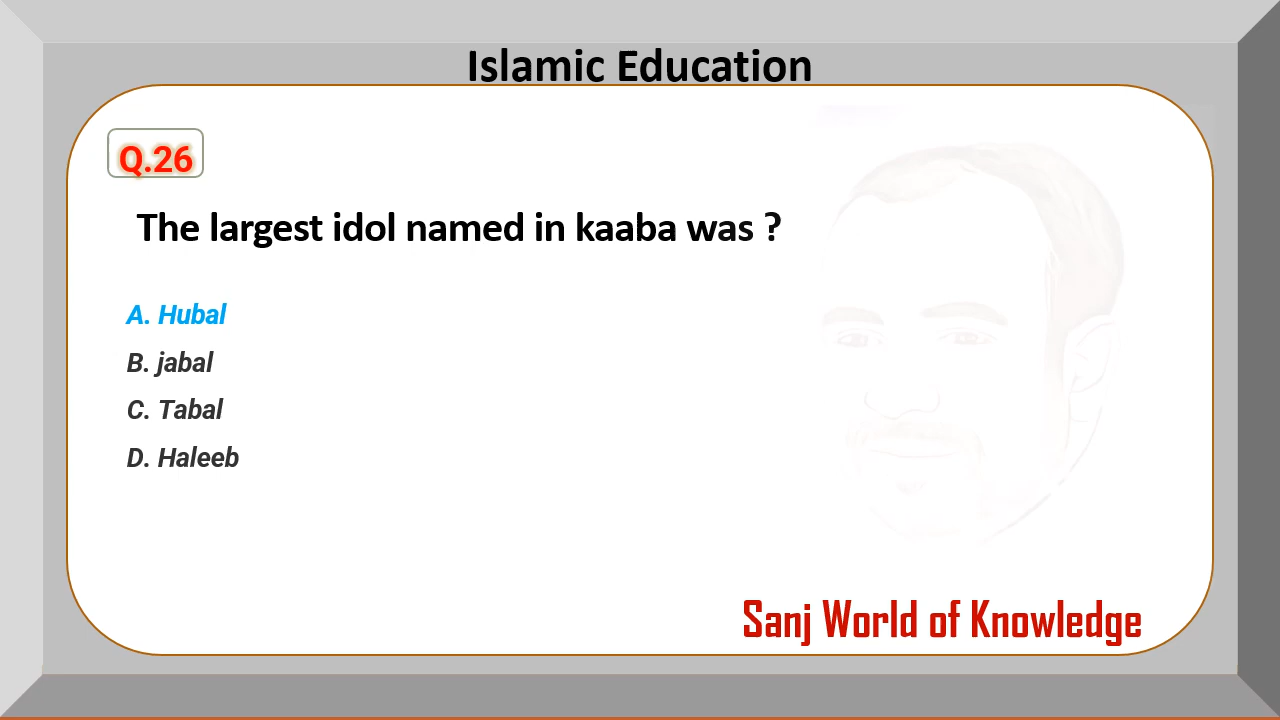 Islamic Education
Q.26
The largest idol named in kaaba was ?
A. Hubal
B. jabal
C. Tabal
D. Haleeb
Sanj World of Knowledge